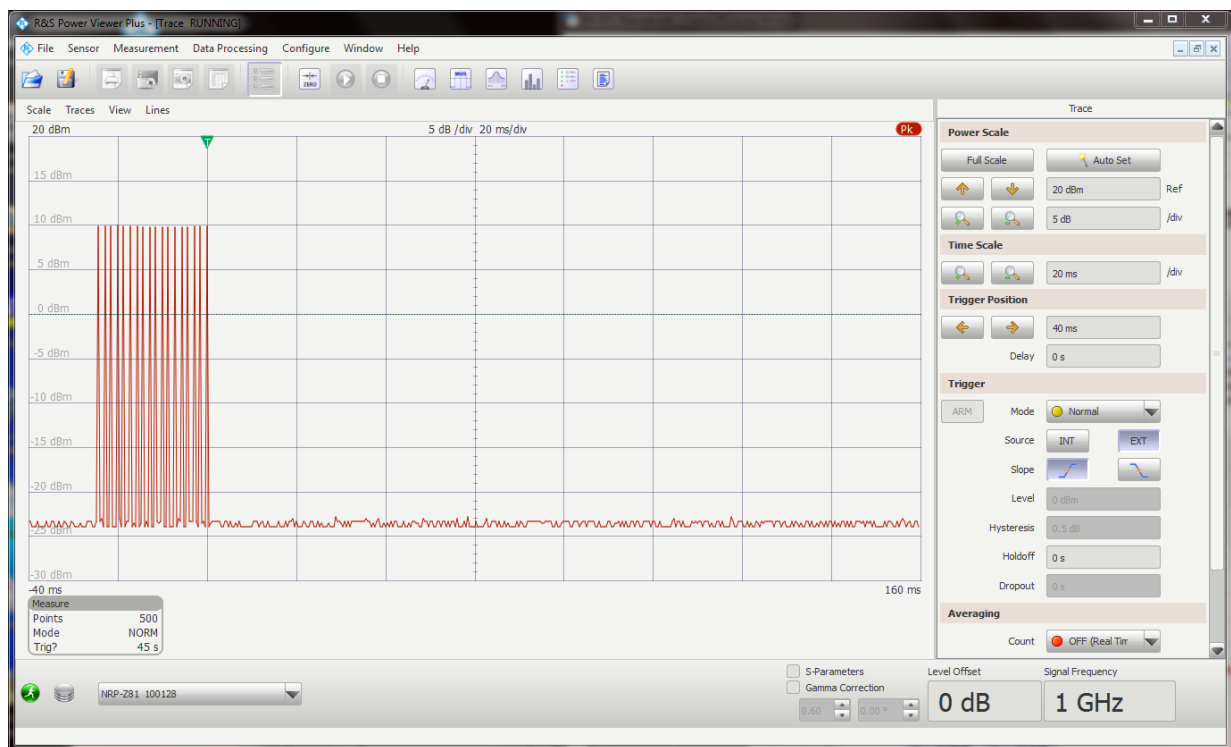 R&S Power Viewer Plus - [Trace RUNNING]
File Sensor Measurement Data Processing Configure Window Help
ZERO
Scale Traces View Lines
Trace
20 dBm 5 dB /div 20 ms/div Pk
T
15 dBm
10 dBm
5 dBm
0 dBm
-5 dBm
-10 dBm
-15 dBm
-20 dBm
-25 dBm
-30 dBm
-40 ms 160 ms
Measure
Points 500
Mode NORM
Trig? 45 s
Power Scale
Full Scale Auto Set
20 dBm Ref
5 dB /div
Time Scale
20 ms /div
Trigger Position
40 ms
Delay 0 s
Trigger
ARM Mode Normal
Source INT EXT
Slope
Level 0 dBm
Hysteresis 0.5 dB
Holdoff 0 s
Dropout 0 s
Averaging
Count OFF (Real Tim
NRP-Z81 100128
S-Parameters
Gamma Correction
0.60 0.00 °
Level Offset Signal Frequency
0 dB 1 GHz